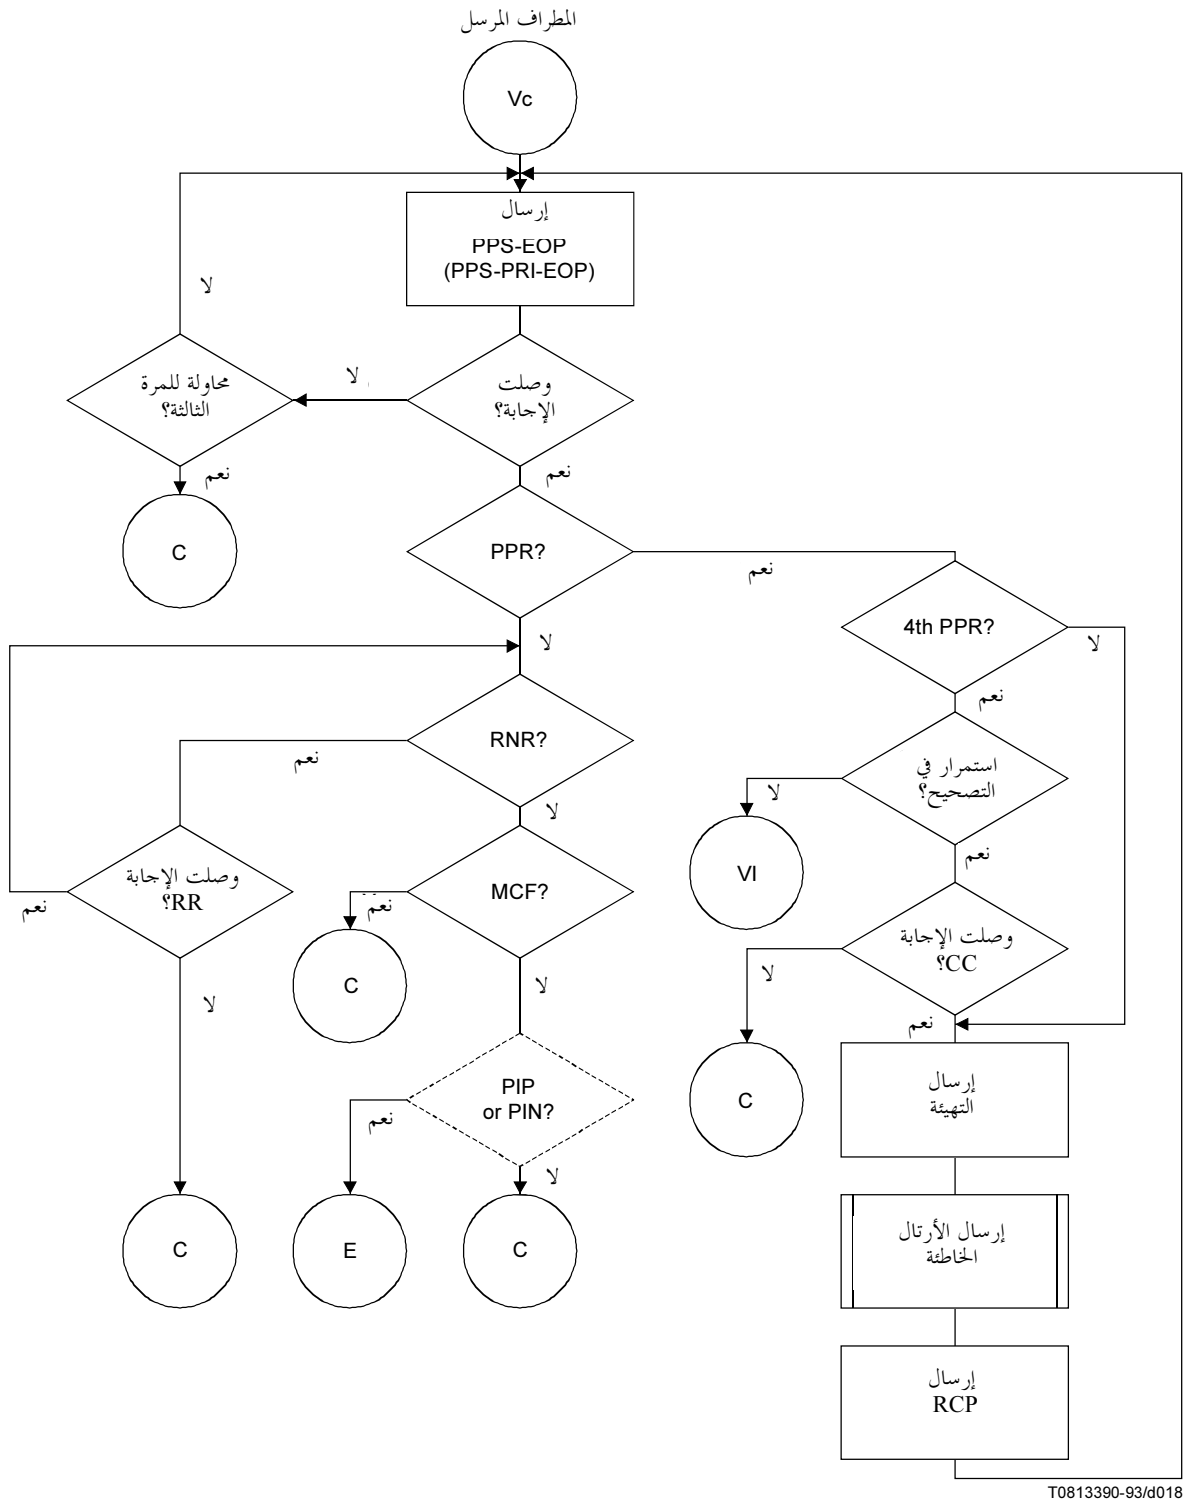 المطراف المرسل
Vc
إرسال
PPS-EOP
(PPS-PRI-EOP)
لا
محاولة للمرة
الثالثة؟
لا
وصلت
الإجابة؟
نعم
نعم
C
PPR?
نعم
4th PPR?
لا
لا
نعم
RNR?
نعم
لا
استمرار في
التصحيح؟
لا
نعم
VI
وصلت الإجابة
RR؟
نعم
MCF?
نعم
وصلت الإجابة
CC؟
لا
نعم
C
لا
لا
PIP
or PIN?
نعم
لا
C
إرسال
التهيئة
C
E
C
إرسال الأرتال
الخاطئة
إرسال
RCP
T0813390-93/d018